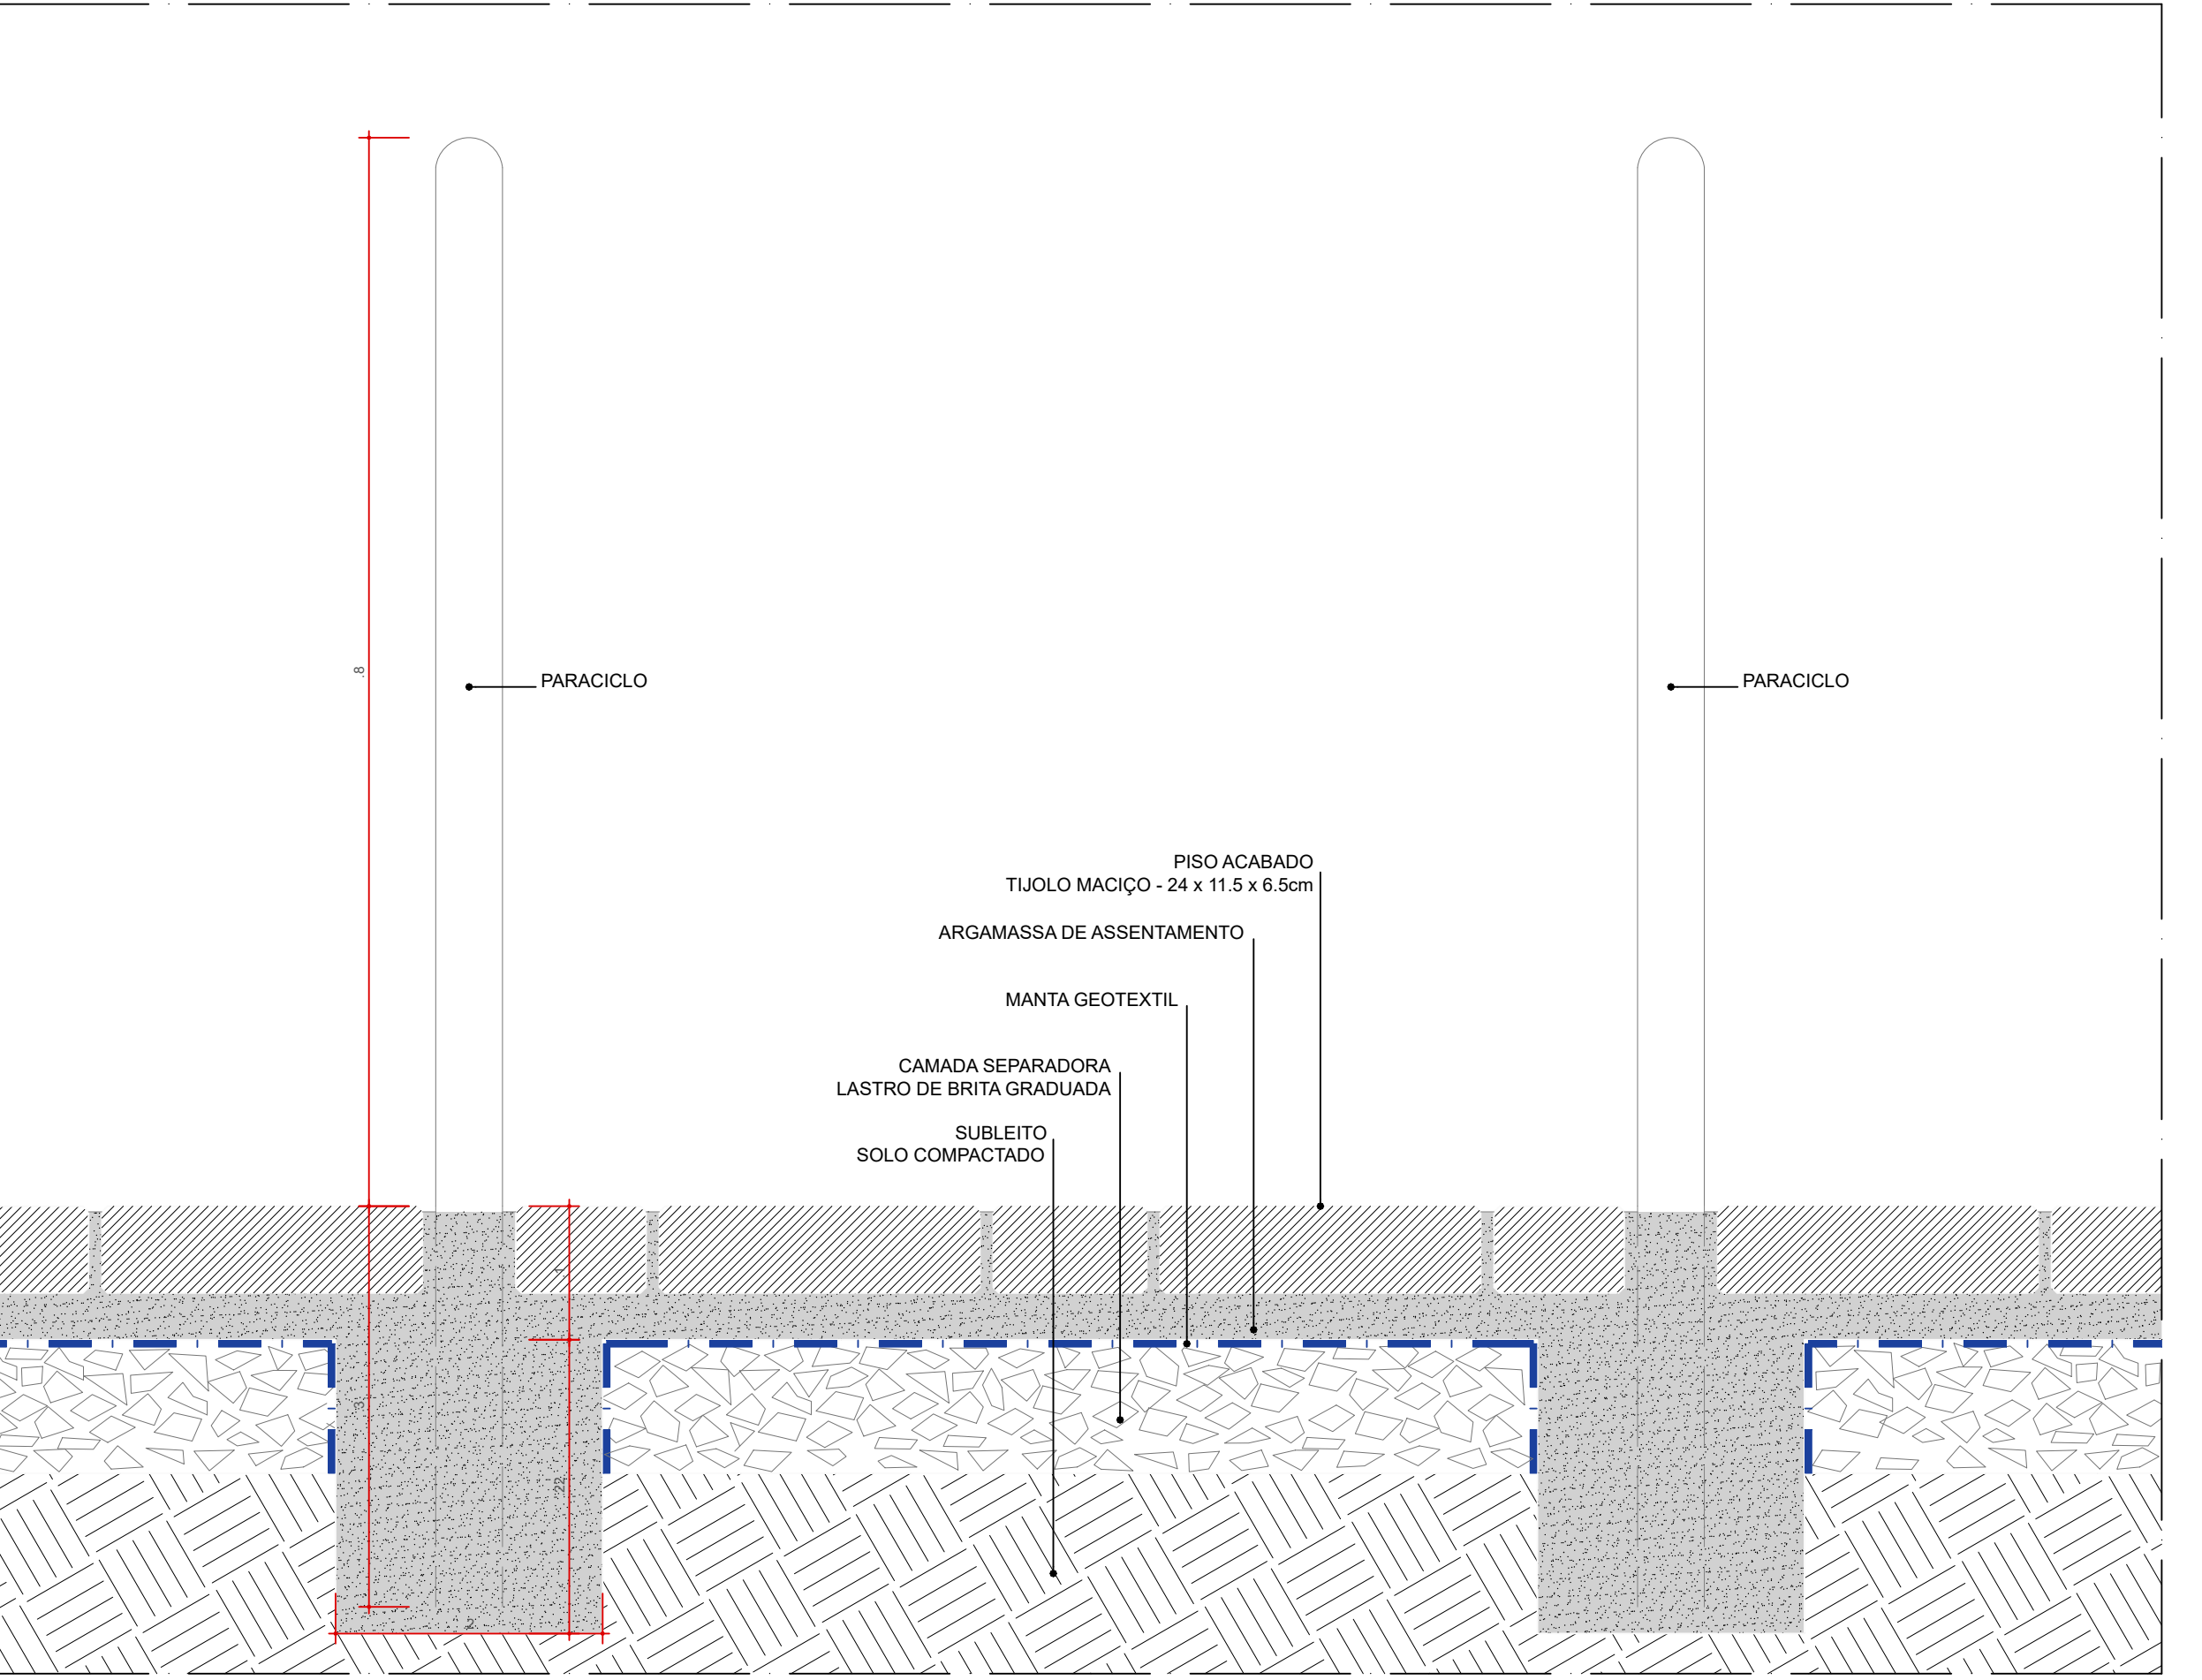 .8
PARACICLO
PARACICLO
PISO ACABADO
TIJOLO MACIÇO - 24 x 11.5 x 6.5cm
ARGAMASSA DE ASSENTAMENTO
MANTA GEOTEXTIL
CAMADA SEPARADORA
LASTRO DE BRITA GRADUADA
SUBLEITO
SOLO COMPACTADO
.1
.3
.22
.2